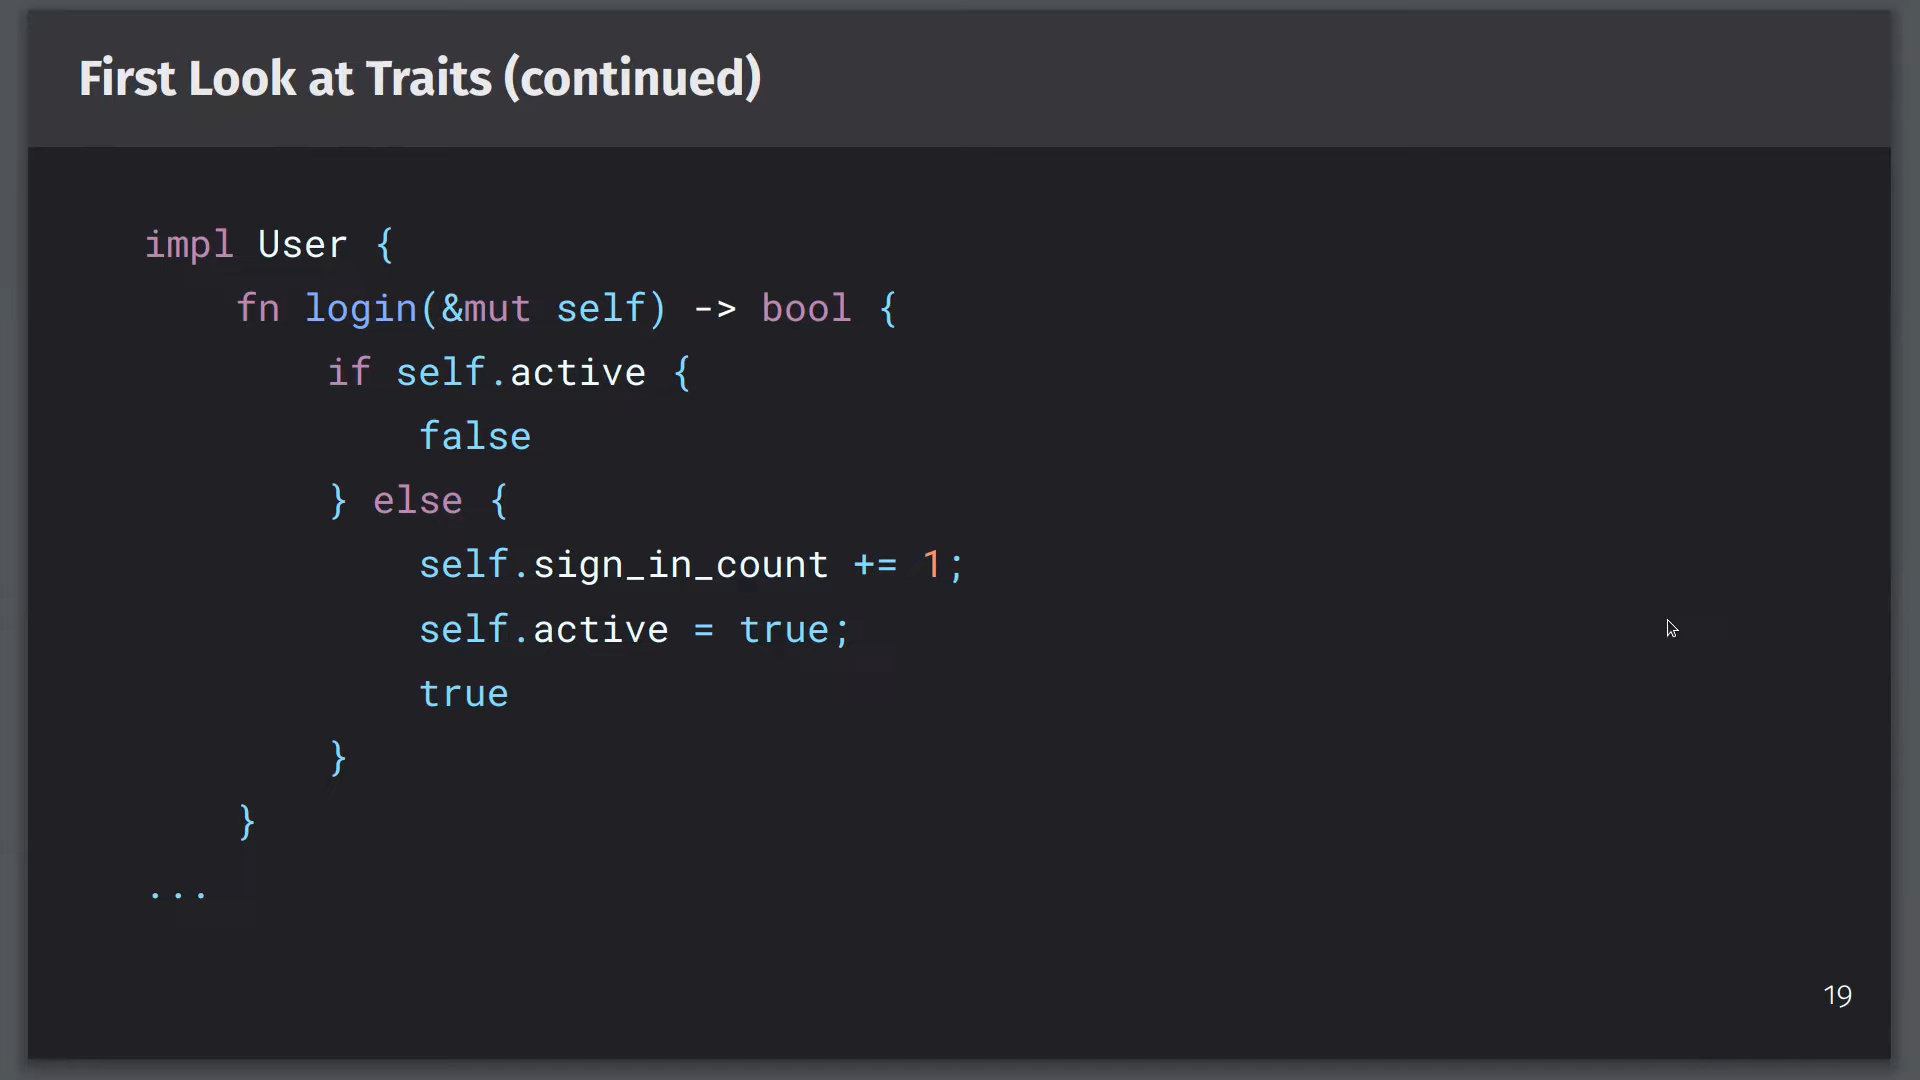 First Look at Traits (continued)
impl User {
    fn login(&mut self) -> bool {
        if self.active {
            false
        } else {
            self.sign_in_count += 1;
            self.active = true;
            true
        }
    }
...
19